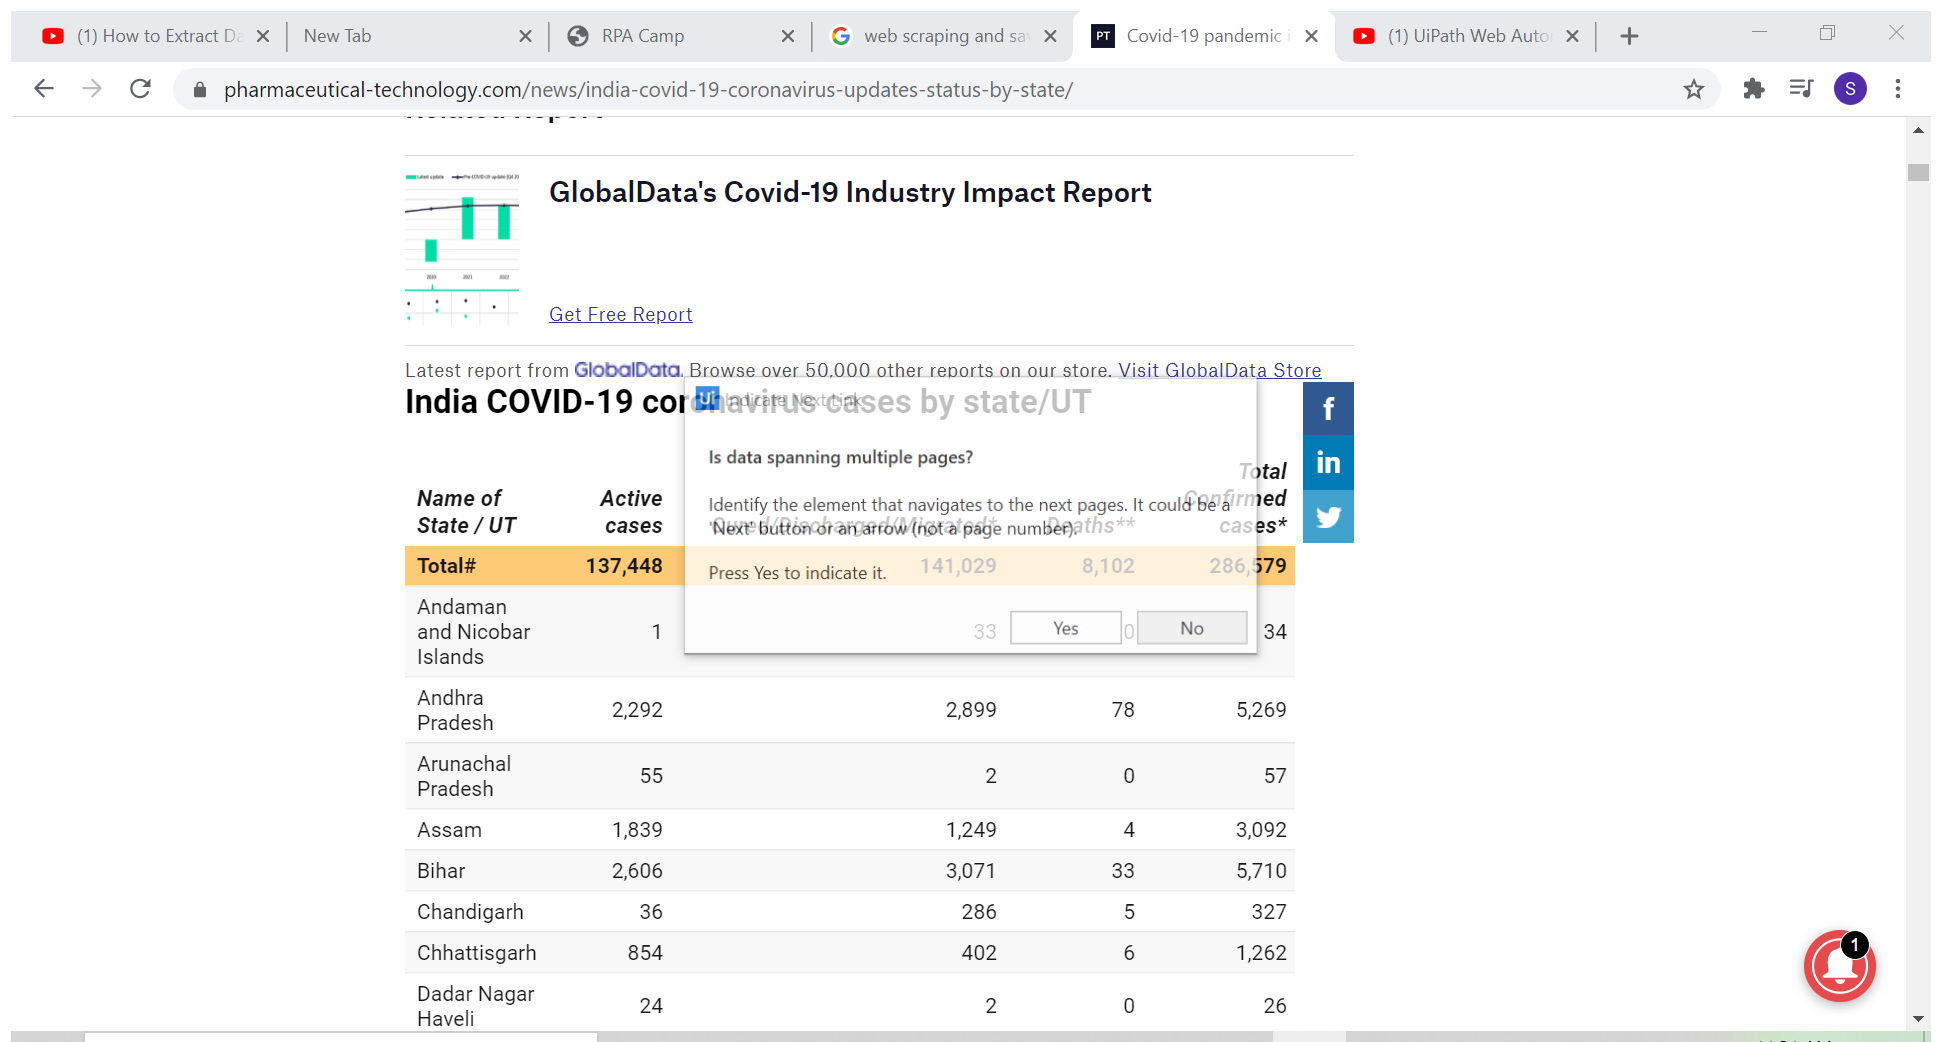 (1) How to Extract Da
New Tab
RPA Camp
web scraping and sav
PT
Covid-19 pandemic i
(1) UiPath Web Auto
pharmaceutical-technology.com/news/india-covid-19-coronavirus-updates-status-by-state/
S
Related Report
2020 2021 2022
GlobalData's Covid-19 Industry Impact Report
Get Free Report
Latest report from GlobalData. Browse over 50,000 other reports on our store. Visit GlobalData Store
India COVID-19 coronavirus cases by state/UT
f
in
Ui Indicate Next Link
Is data spanning multiple pages?
Identify the element that navigates to the next pages. It could be a
'Next' button or an arrow (not a page number).
Press Yes to indicate it.
Yes No
Name of State / UT Active cases Cured/Discharged/Migrated* Deaths** Total Confirmed cases*
Total# 137,448 141,029 8,102 286,579
Andaman and Nicobar Islands 1 33 0 34
Andhra Pradesh 2,292 2,899 78 5,269
Arunachal Pradesh 55 2 0 57
Assam 1,839 1,249 4 3,092
Bihar 2,606 3,071 33 5,710
Chandigarh 36 286 5 327
Chhattisgarh 854 402 6 1,262
Dadar Nagar Haveli 24 2 0 26
1